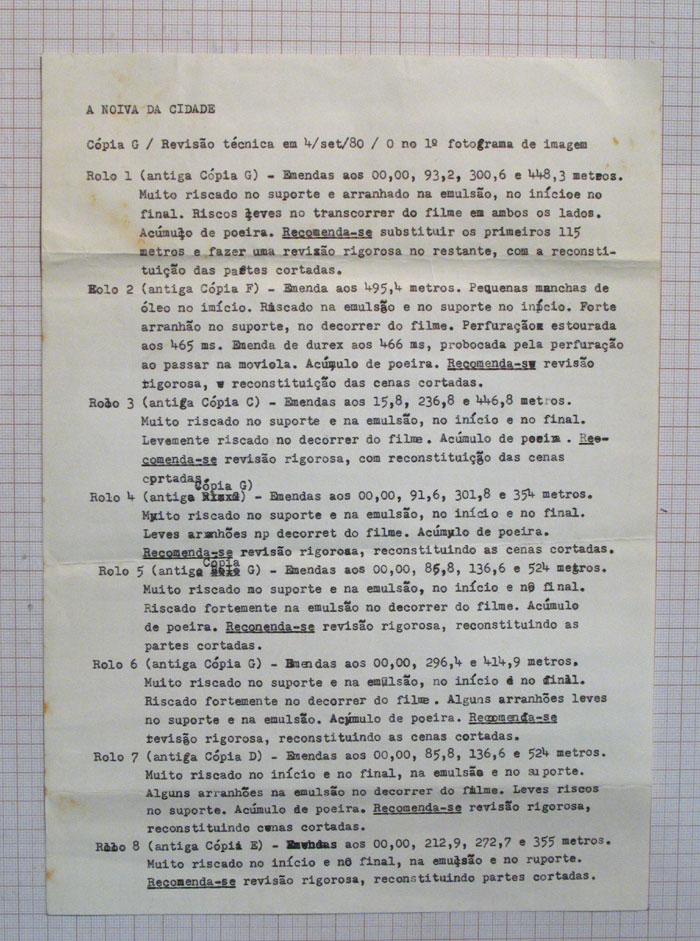 A NOIVA DA CIDADE
Cópia G / Revisão técnica em 4/set/80 / 0 no 1º fotograma de imagem
Rolo 1 (antiga Cópia G) - Emendas aos 00,00, 93,2, 300,6 e 448,3 metros.
Muito riscado no suporte e arranhado na emulsão, no início e no
final. Riscos leves no transcorrer do filme em ambos os lados.
Acúmulo de poeira. Recomenda-se substituir os primeiros 115
metros e fazer uma revisão rigorosa no restante, com a reconsti-
tuição das partes cortadas.
Rolo 2 (antiga Cópia F) - Emenda aos 495,4 metros. Pequenas manchas de
óleo no imício. Riscado na emulsão e no suporte no início. Forte
arranhão no suporte, no decorrer do filme. Perfuração estourada
aos 465 ms. Emenda de durex aos 466 ms, probocada pela perfuração
ao passar na moviola. Acúmulo de poeira. Recomenda-se revisão
rigorosa, e reconstituição das cenas cortadas.
Rolo 3 (antiga Cópia C) - Emendas aos 15,8, 236,8 e 446,8 metros.
Muito riscado no suporte e na emulsão, no início e no final.
Levemente riscado no decorrer do filme. Acúmulo de poeira. Re-
comenda-se revisão rigorosa, com reconstituição das cenas
cprtadas.
Rolo 4 (antiga Cópia G) - Emendas aos 00,00, 91,6, 301,8 e 354 metros.
Muito riscado no suporte e na emulsão, no início e no final.
Leves arranhões np decorret do filme. Acúmulo de poeira.
Recomenda-se revisão rigorosa, reconstituindo as cenas cortadas.
Rolo 5 (antiga Cópia G) - Emendas aos 00,00, 85,8, 136,6 e 524 metros.
Muito riscado mo suporte e na emulsão, no início e no final.
Riscado fortemente na emulsão no decorrer do filme. Acúmulo
de poeira. Reconenda-se revisão rigorosa, reconstituindo as
partes cortadas.
Rolo 6 (antiga Cópia G) - Emendas aos 00,00, 296,4 e 414,9 metros.
Muito riscado no suporte e na emulsão, no início e no final.
Riscado fortemente no decorrer do filme. Alguns arranhões leves
no suporte e na emulsão. Acúmulo de poeira. Recomenda-se
revisão rigorosa, reconstituindo as cenas cortadas.
Rolo 7 (antiga Cópia D) - Emendas aos 00,00, 85,8, 136,6 e 524 metros.
Muito riscado no início e no final, na emulsão e no suporte.
Alguns arranhões na emulsão no decorrer do filme. Leves riscos
no suporte. Acúmulo de poeira. Recomenda-se revisão rigorosa,
reconstituindo cenas cortadas.
Rolo 8 (antiga Cópia E) - Emendas aos 00,00, 212,9, 272,7 e 355 metros.
Muito riscado no início e no final, na emulsão e no ruporte.
Recomenda-se revisão rigorosa, reconstituindo partes cortadas.